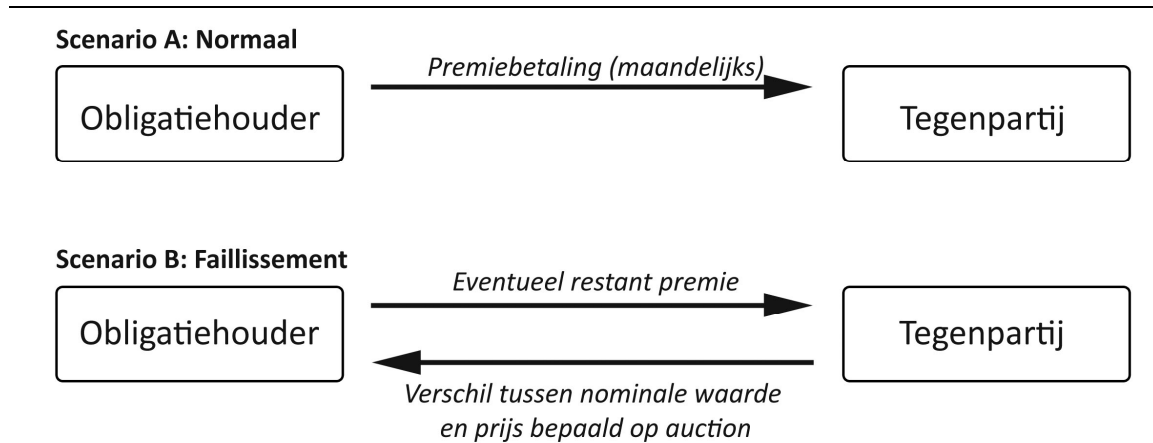 Scenario A: Normaal
Premiebetaling (maandelijks)
Obligatiehouder
Tegenpartij
Scenario B: Faillissement
Eventueel restant premie
Obligatiehouder
Tegenpartij
Verschil tussen nominale waarde
en prijs bepaald op auction